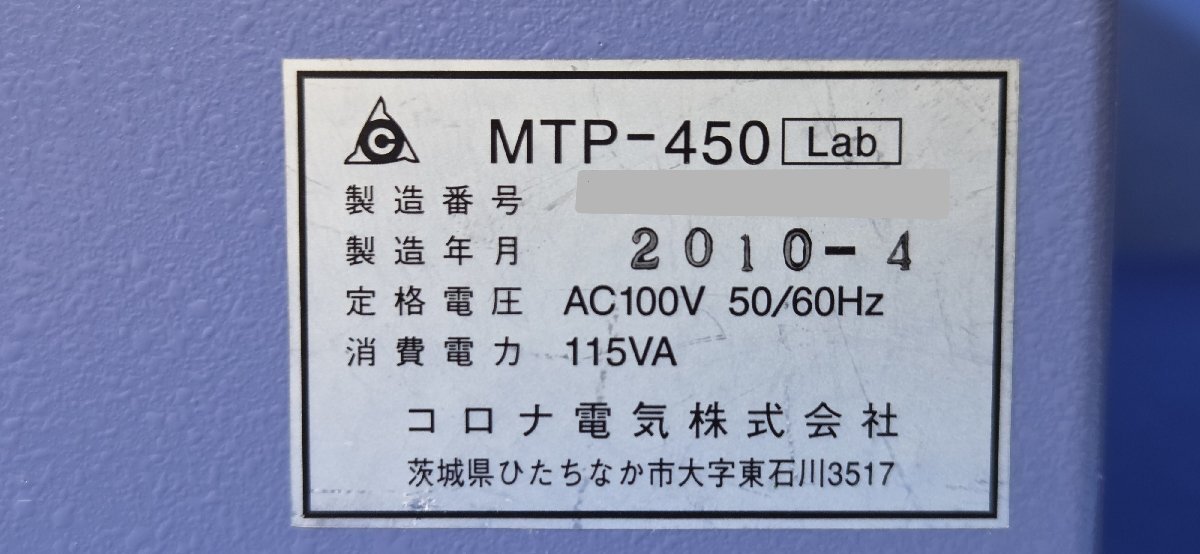 C MTP-450 Lab
製造番号
製造年月 2010-4
定格電圧 AC100V 50/60Hz
消費電力 115VA
コロナ電気株式会社
茨城県ひたちなか市大字東石川3517